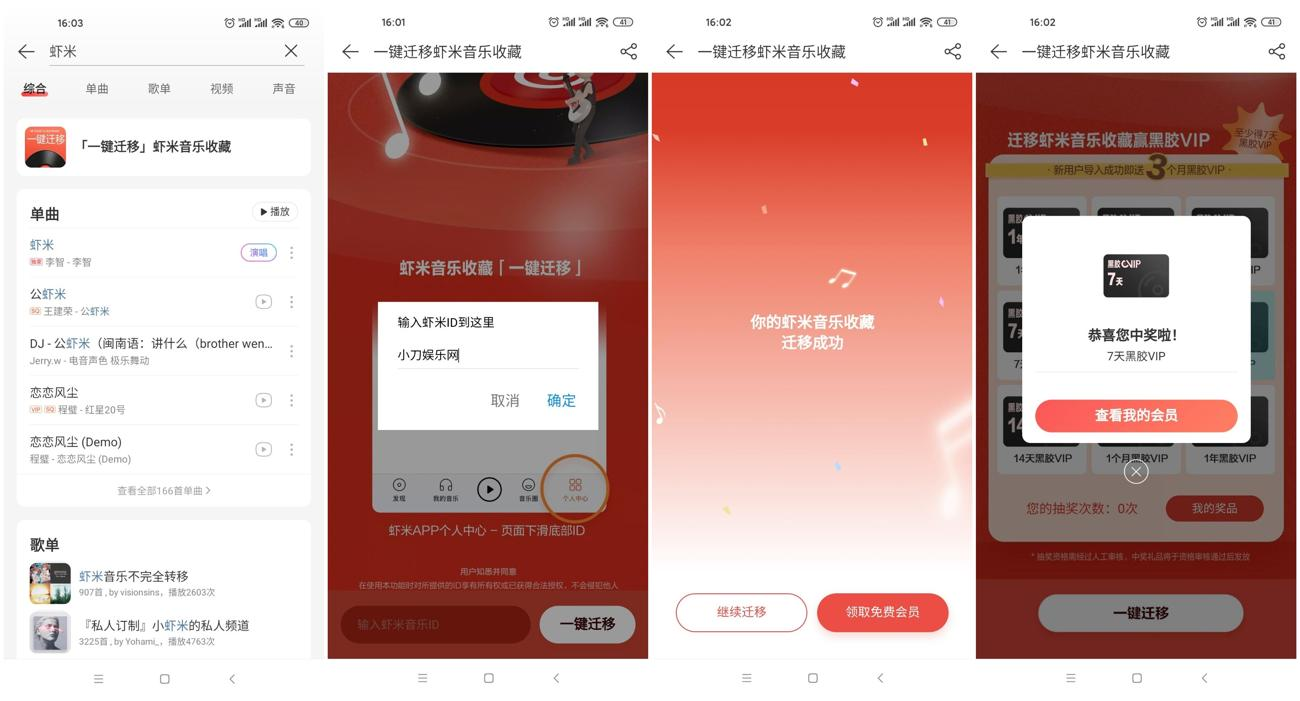 16:03
40
虾米
综合 单曲 歌单 视频 声音
一键迁移
「一键迁移」虾米音乐收藏
单曲
播放
虾米
演唱
独家 李智 - 李智
公虾米
SQ 王建荣 - 公虾米
DJ - 公虾米（闽南语：讲什么（brother wen...
Jerry.w - 电音声色 极乐舞动
恋恋风尘
VIP SQ 程璧 - 红星20号
恋恋风尘 (Demo)
程璧 - 恋恋风尘 (Demo)
查看全部166首单曲
歌单
虾米音乐不完全转移
907首 , by visionsins，播放2603次
『私人订制』小虾米的私人频道
3225首 , by Yohami_，播放4763次
16:01
41
一键迁移虾米音乐收藏
虾米音乐收藏「一键迁移」
输入虾米ID到这里
小刀娱乐网
取消 确定
发现 我的音乐 音乐圈 个人中心
虾米APP个人中心 – 页面下滑底部ID
用户知悉并同意
在使用本功能时对所提供的ID享有所有权或已获得合法授权，不会侵犯他人
输入虾米音乐ID
一键迁移
16:02
41
一键迁移虾米音乐收藏
你的虾米音乐收藏
迁移成功
继续迁移 领取免费会员
16:02
41
一键迁移虾米音乐收藏
至少得7天
黑胶VIP
迁移虾米音乐收藏赢黑胶VIP
· 新用户导入成功即送3个月黑胶VIP ·
黑胶VIP
7天
恭喜您中奖啦！
7天黑胶VIP
查看我的会员
14天黑胶VIP 1个月黑胶VIP 1年黑胶VIP
您的抽奖次数：0次
我的奖品
* 抽奖资格需经过人工审核，中奖礼品将于资格审核通过后发放
一键迁移